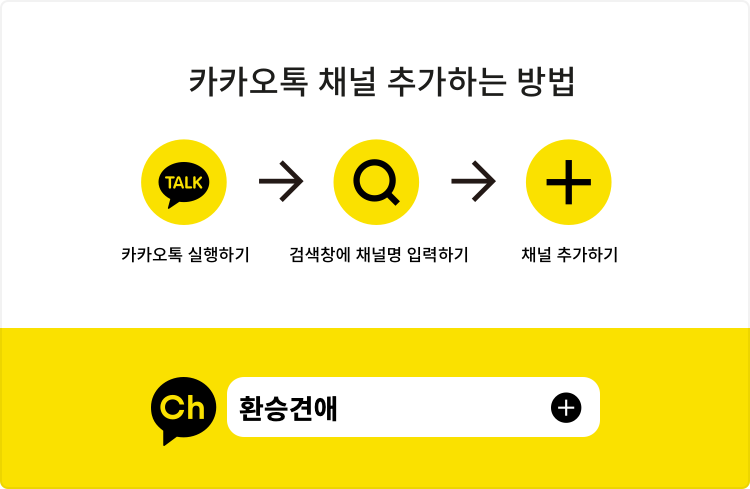 카카오톡 채널 추가하는 방법
TALK
카카오톡 실행하기
검색창에 채널명 입력하기
채널 추가하기
Ch
환승견애